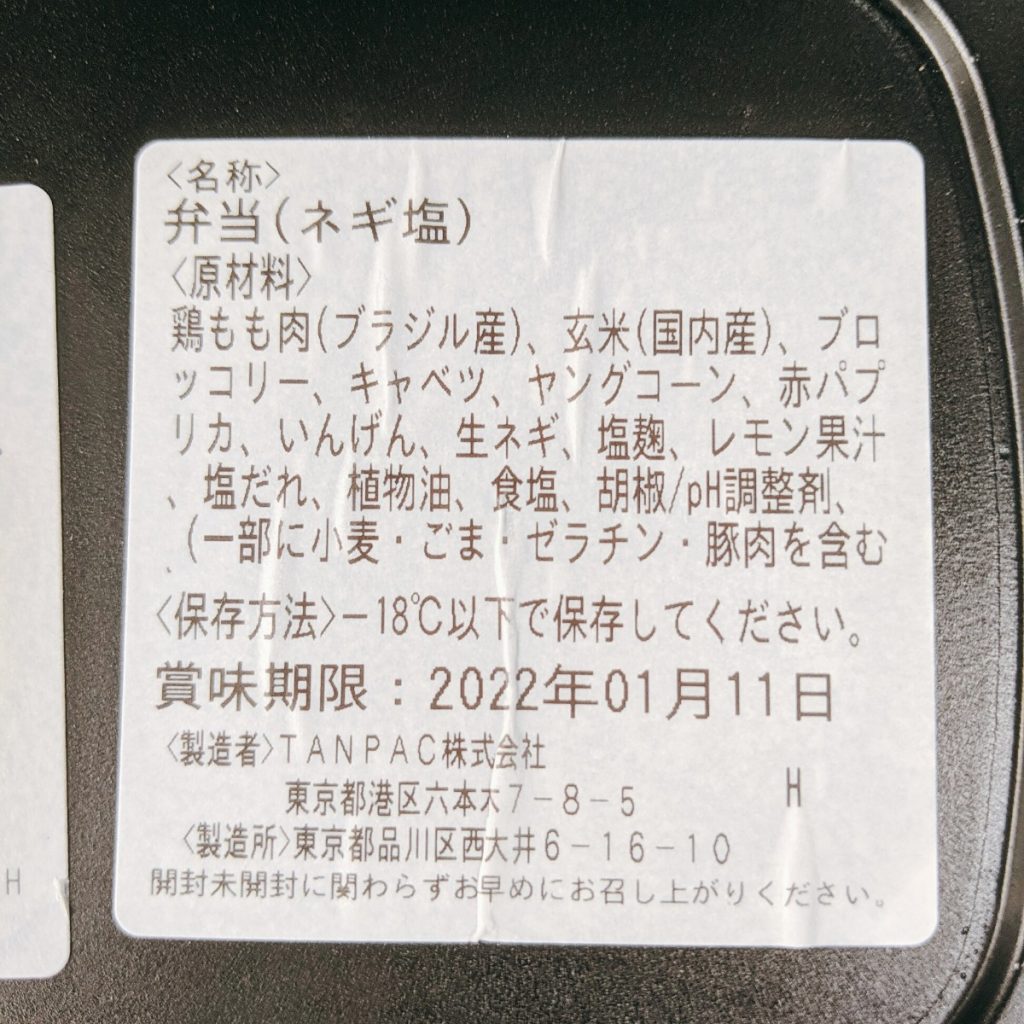 〈名称〉
弁当(ネギ塩)
〈原材料〉
鶏もも肉(ブラジル産)、玄米(国内産)、ブロ
ッコリー、キャベツ、ヤングコーン、赤パプ
リカ、いんげん、生ネギ、塩麹、レモン果汁
、塩だれ、植物油、食塩、胡椒/pH調整剤、
(一部に小麦・ごま・ゼラチン・豚肉を含む
〈保存方法〉－18℃以下で保存してください。
賞味期限：2022年01月11日
〈製造者〉TANPAC株式会社
東京都港区六本木7－8－5
H
〈製造所〉東京都品川区西大井6－16－10
開封未開封に関わらずお早めにお召し上がりください。
H